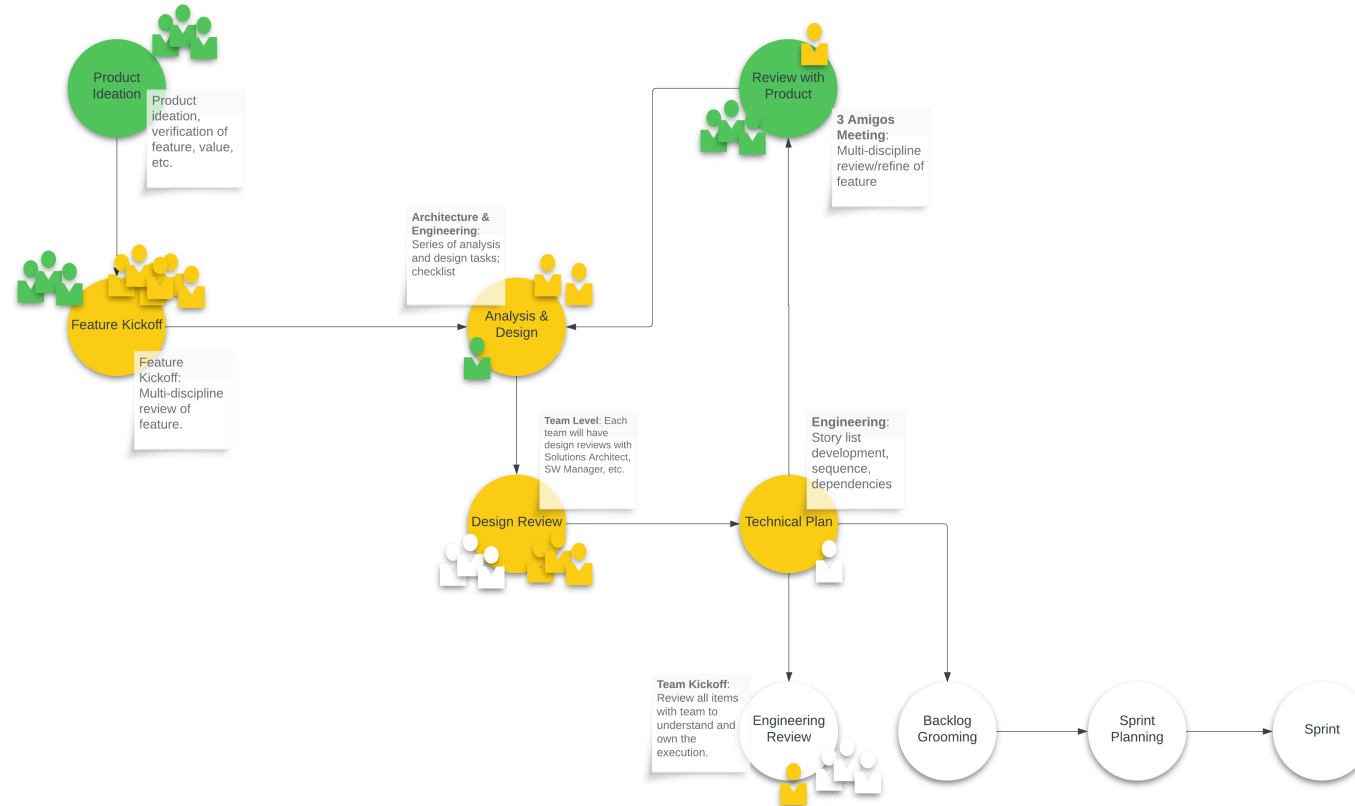 Product
Ideation
Product
ideation,
verification of
feature, value,
etc.
Review with
Product
3 Amigos
Meeting:
Multi-discipline
review/refine of
feature
Architecture &
Engineering:
Series of analysis
and design tasks;
checklist
Feature Kickoff
Feature
Kickoff:
Multi-discipline
review of
feature.
Analysis &
Design
Team Level: Each
team will have
design reviews with
Solutions Architect,
SW Manager, etc.
Design Review
Engineering:
Story list
development,
sequence,
dependencies
Technical Plan
Team Kickoff:
Review all items
with team to
understand and
own the
execution.
Engineering
Review
Backlog
Grooming
Sprint
Planning
Sprint